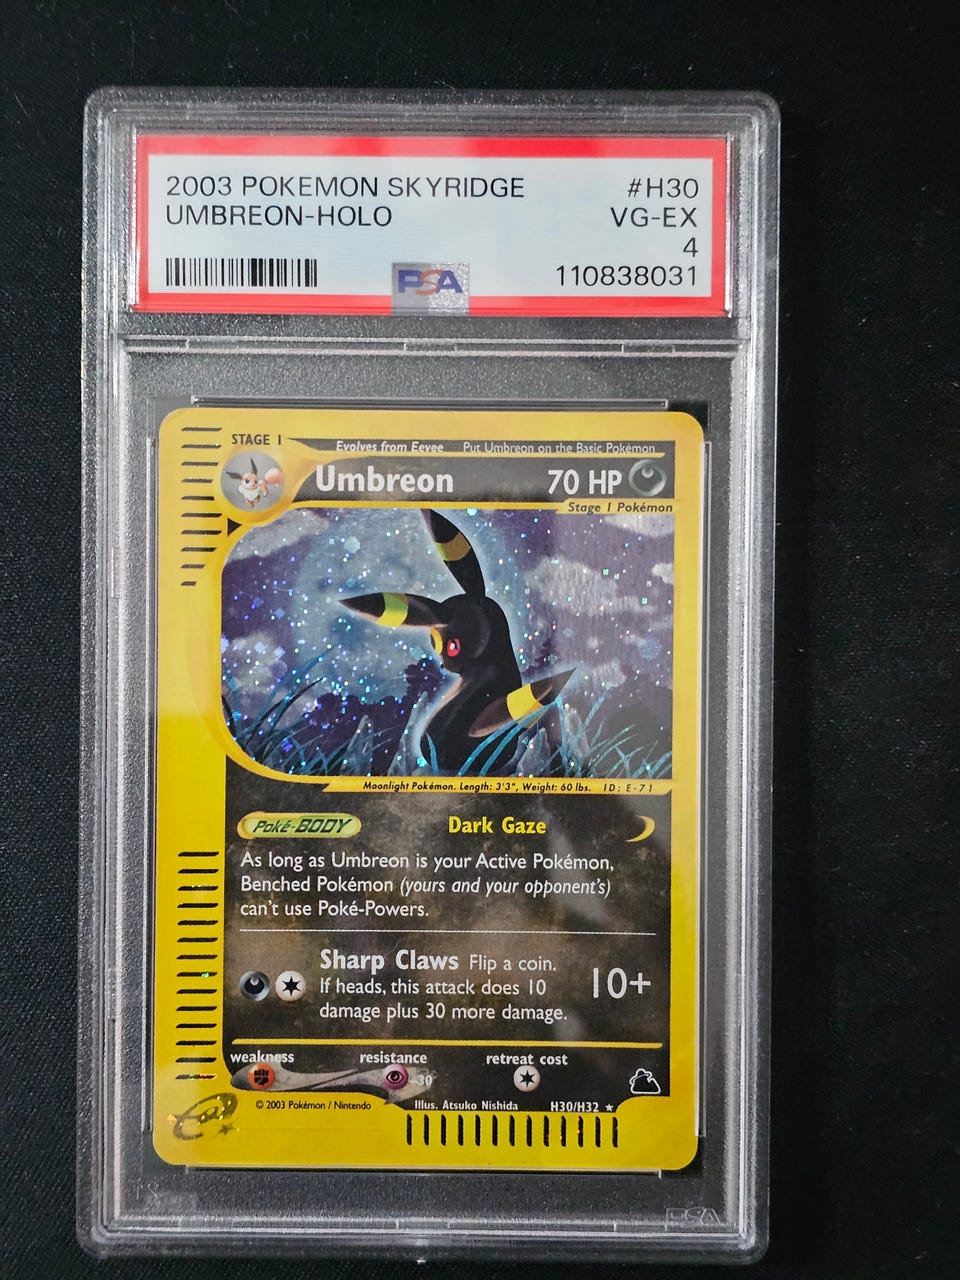 2003 POKEMON SKYRIDGE #H30
UMBREON-HOLO VG-EX
4
PSA 110838031
STAGE 1 Evolves from Eevee Put Umbreon on the Basic Pokémon
Umbreon 70 HP
Stage 1 Pokémon
Moonlight Pokémon. Length: 3'3", Weight: 60 lbs. ID: E-71
Poké-BODY Dark Gaze
As long as Umbreon is your Active Pokémon,
Benched Pokémon (yours and your opponent's)
can't use Poké-Powers.
Sharp Claws Flip a coin.
If heads, this attack does 10
damage plus 30 more damage.
10+
weakness resistance retreat cost
-30
© 2003 Pokémon / Nintendo Illus. Atsuko Nishida H30/H32 ★
e
PSA